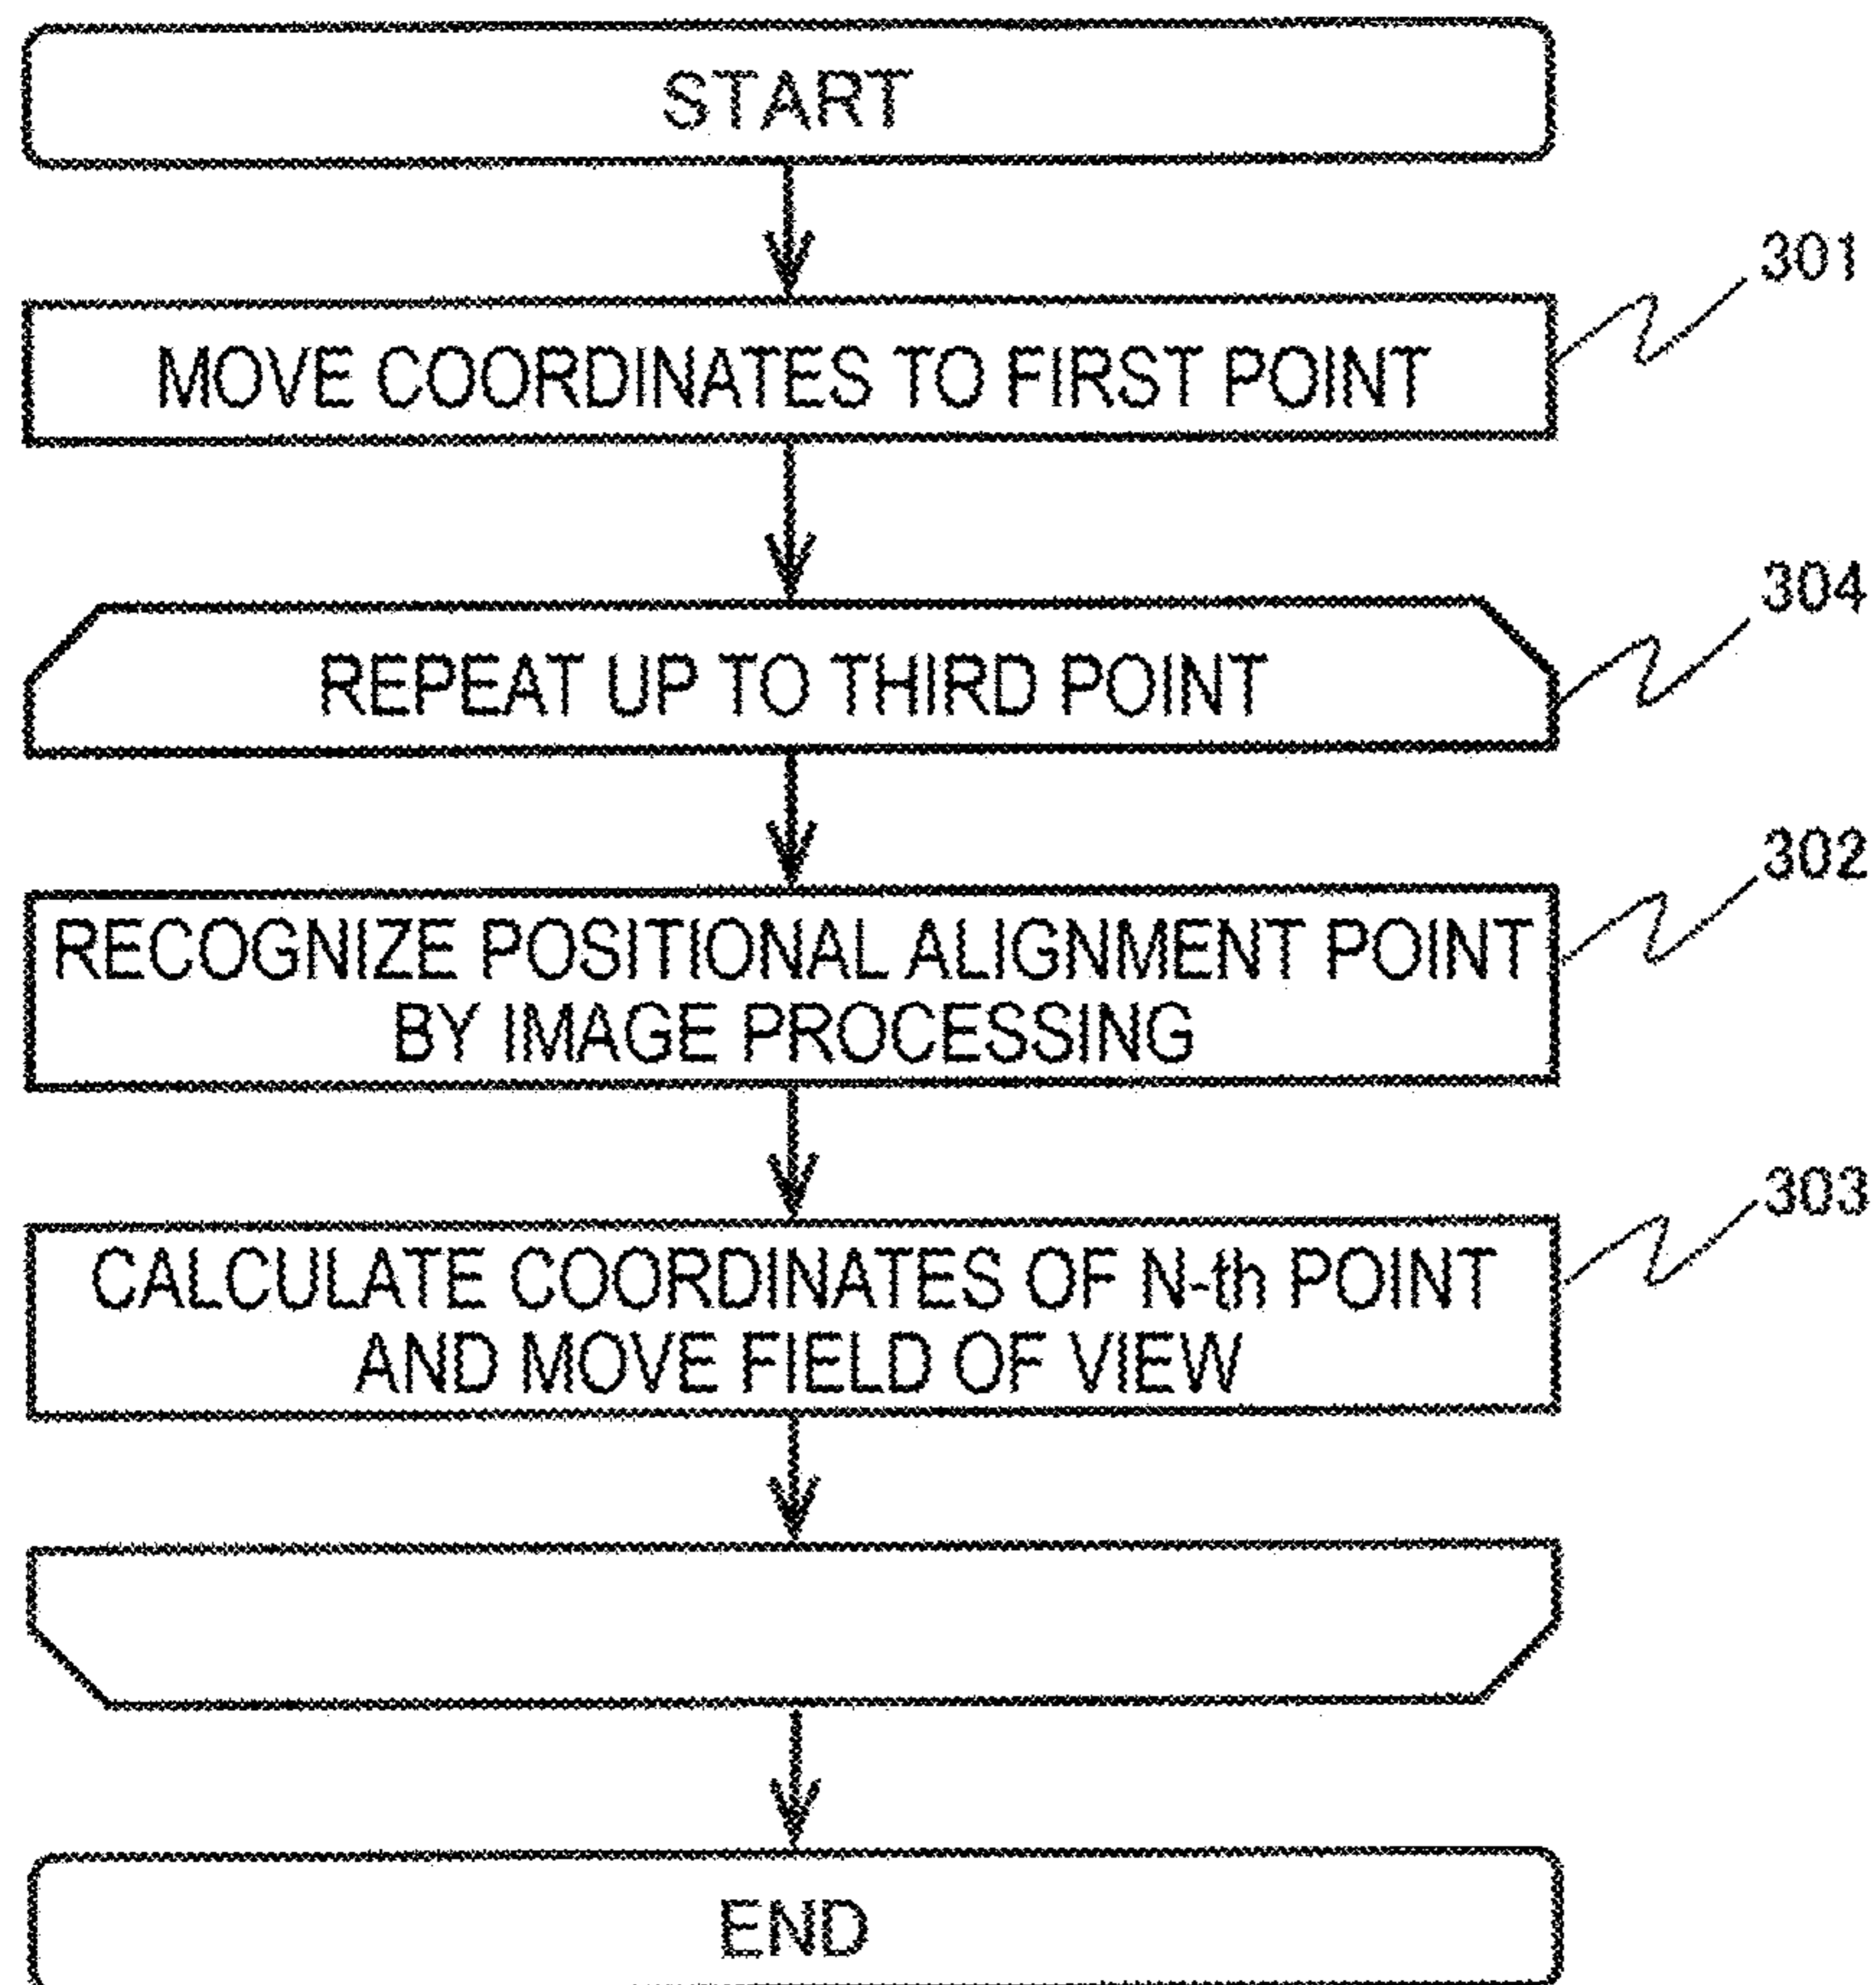 START
301
MOVE COORDINATES TO FIRST POINT
304
REPEAT UP TO THIRD POINT
302
RECOGNIZE POSITIONAL ALIGNMENT POINT
BY IMAGE PROCESSING
303
CALCULATE COORDINATES OF N-th POINT
AND MOVE FIELD OF VIEW
END